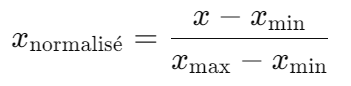 x_normalisé = (x − x_min) / (x_max − x_min)